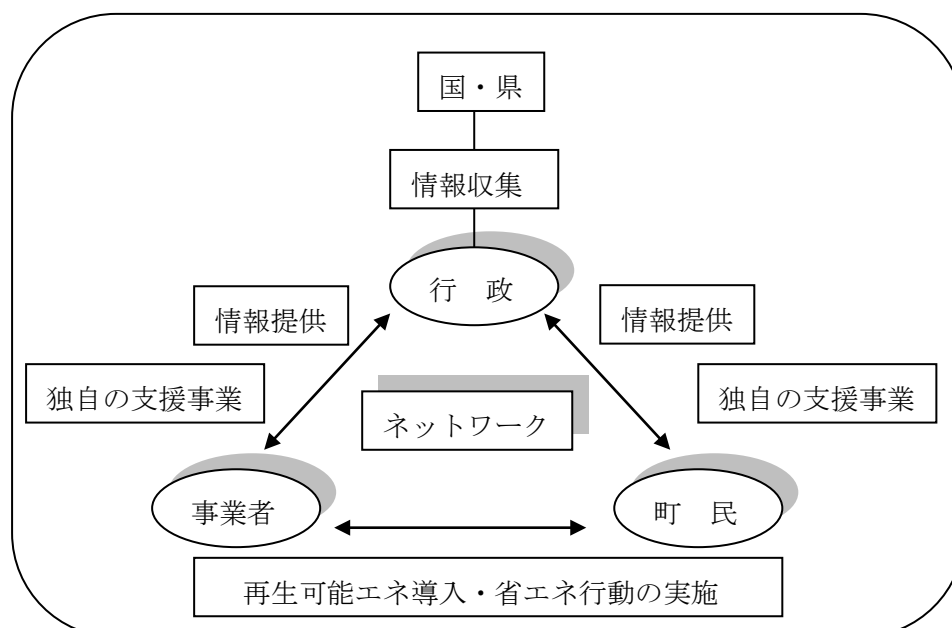 国・県
情報収集
行　政
情報提供
情報提供
独自の支援事業
独自の支援事業
ネットワーク
事業者
町　民
再生可能エネ導入・省エネ行動の実施